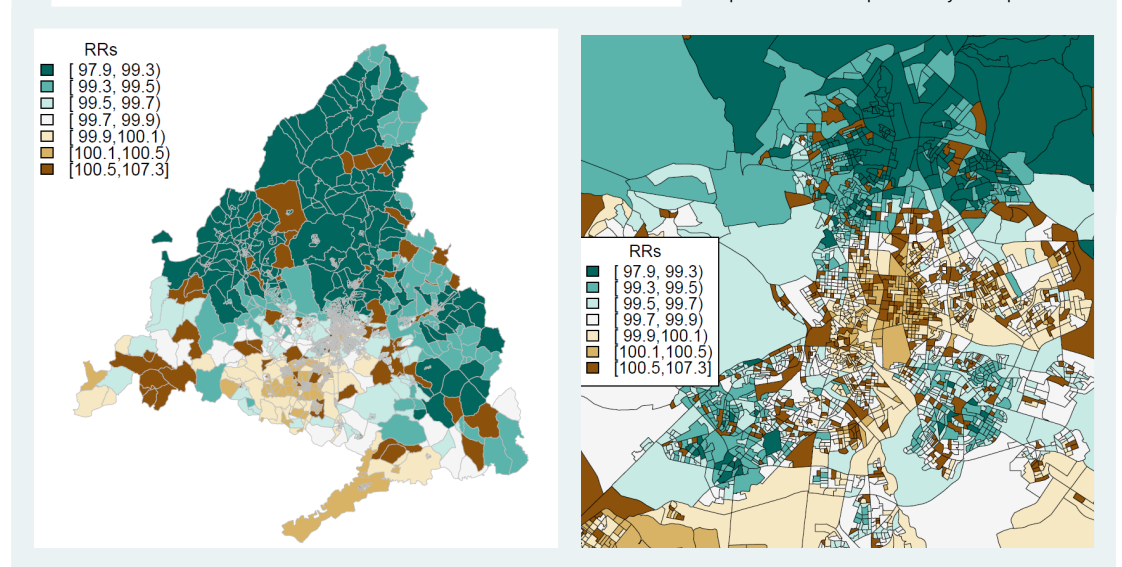 RRs
[ 97.9, 99.3)
[ 99.3, 99.5)
[ 99.5, 99.7)
[ 99.7, 99.9)
[ 99.9,100.1)
[100.1,100.5)
[100.5,107.3]
RRs
[ 97.9, 99.3)
[ 99.3, 99.5)
[ 99.5, 99.7)
[ 99.7, 99.9)
[ 99.9,100.1)
[100.1,100.5)
[100.5,107.3]